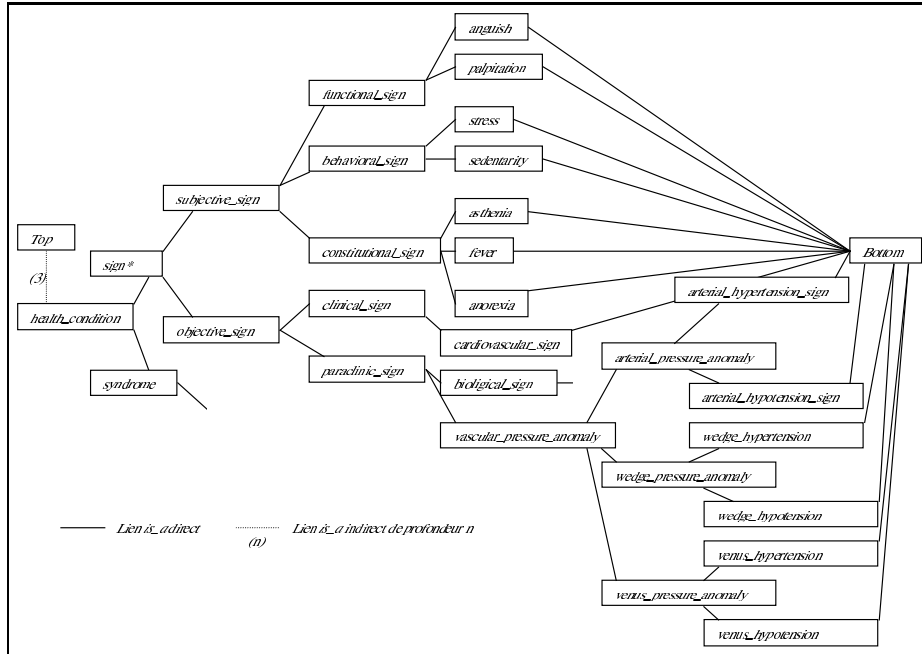 anguish
palpitation
functional_sign
stress
behavioral_sign
sedentarity
subjective_sign
asthenia
Top
constitutional_sign
fever
Bottom
sign*
(3)
anorexia
arterial_hypertension_sign
clinical_sign
health_condition
objective_sign
cardiovascular_sign
arterial_pressure_anomaly
paraclinic_sign
syndrome
bioligical_sign
arterial_hypotension_sign
vascular_pressure_anomaly
wedge_hypertension
wedge_pressure_anomaly
wedge_hypotension
Lien is_a direct
Lien is_a indirect de profondeur n
(n)
venus_hypertension
venus_pressure_anomaly
venus_hypotension